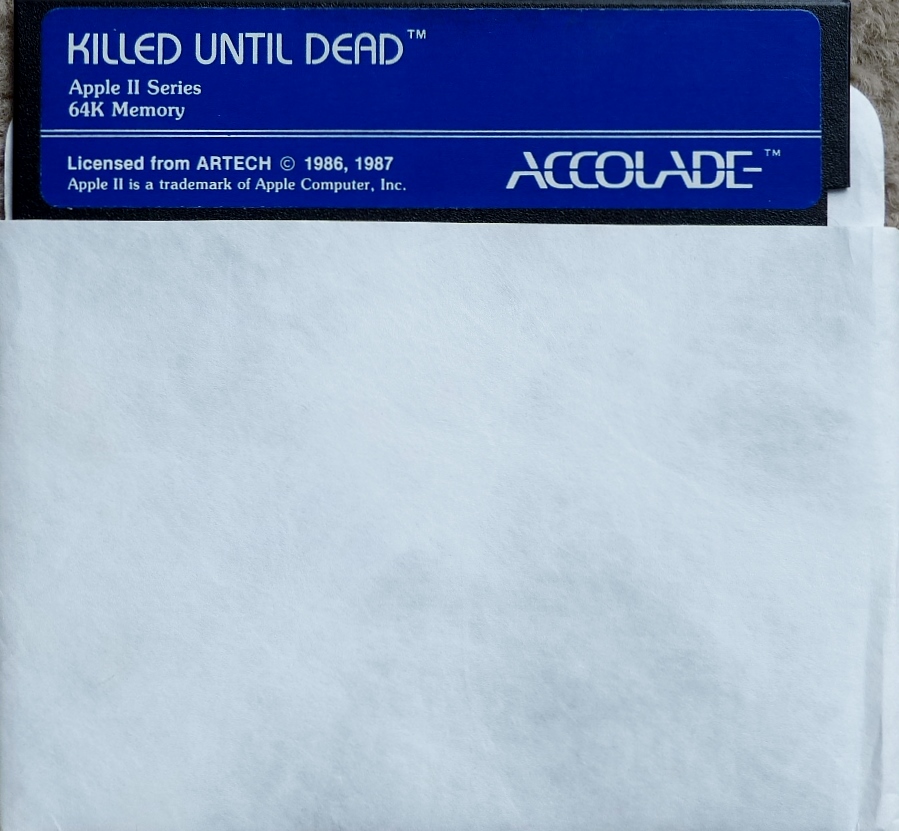 KILLED UNTIL DEAD™
Apple II Series
64K Memory
Licensed from ARTECH © 1986, 1987
Apple II is a trademark of Apple Computer, Inc.
ACCOLADE™